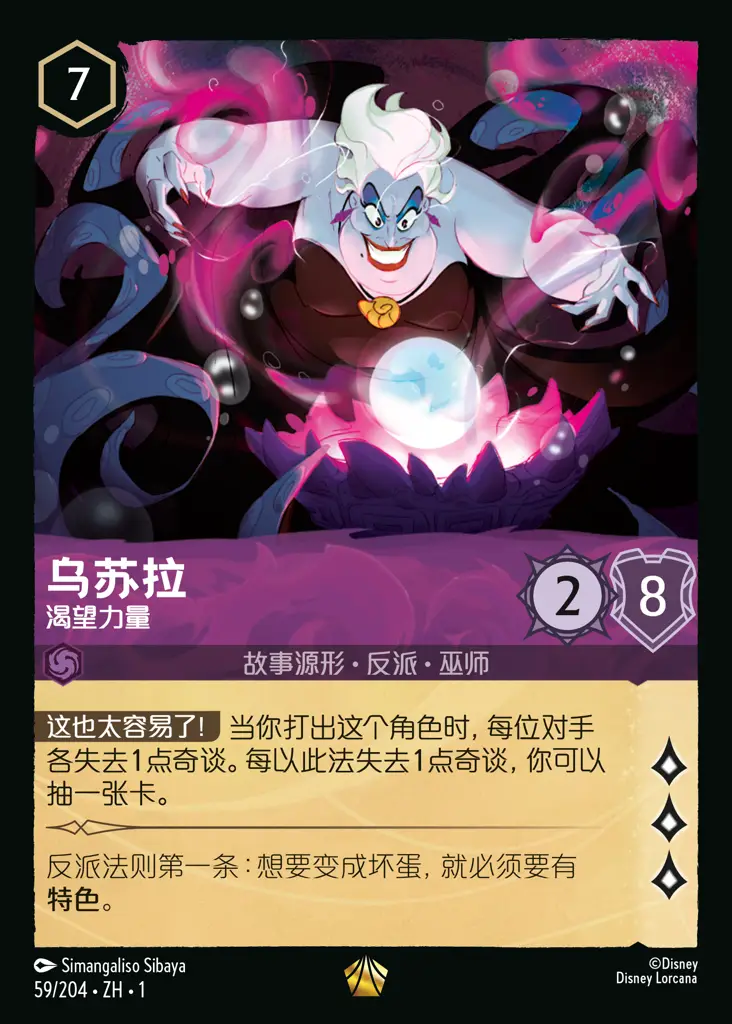 7
乌苏拉
渴望力量
2
8
故事源形・反派・巫师
这也太容易了! 当你打出这个角色时, 每位对手
各失去1点奇谈。每以此法失去1点奇谈, 你可以
抽一张卡。
反派法则第一条:想要变成坏蛋, 就必须要有
特色。
Simangaliso Sibaya
©Disney
59/204 • ZH • 1
Disney Lorcana